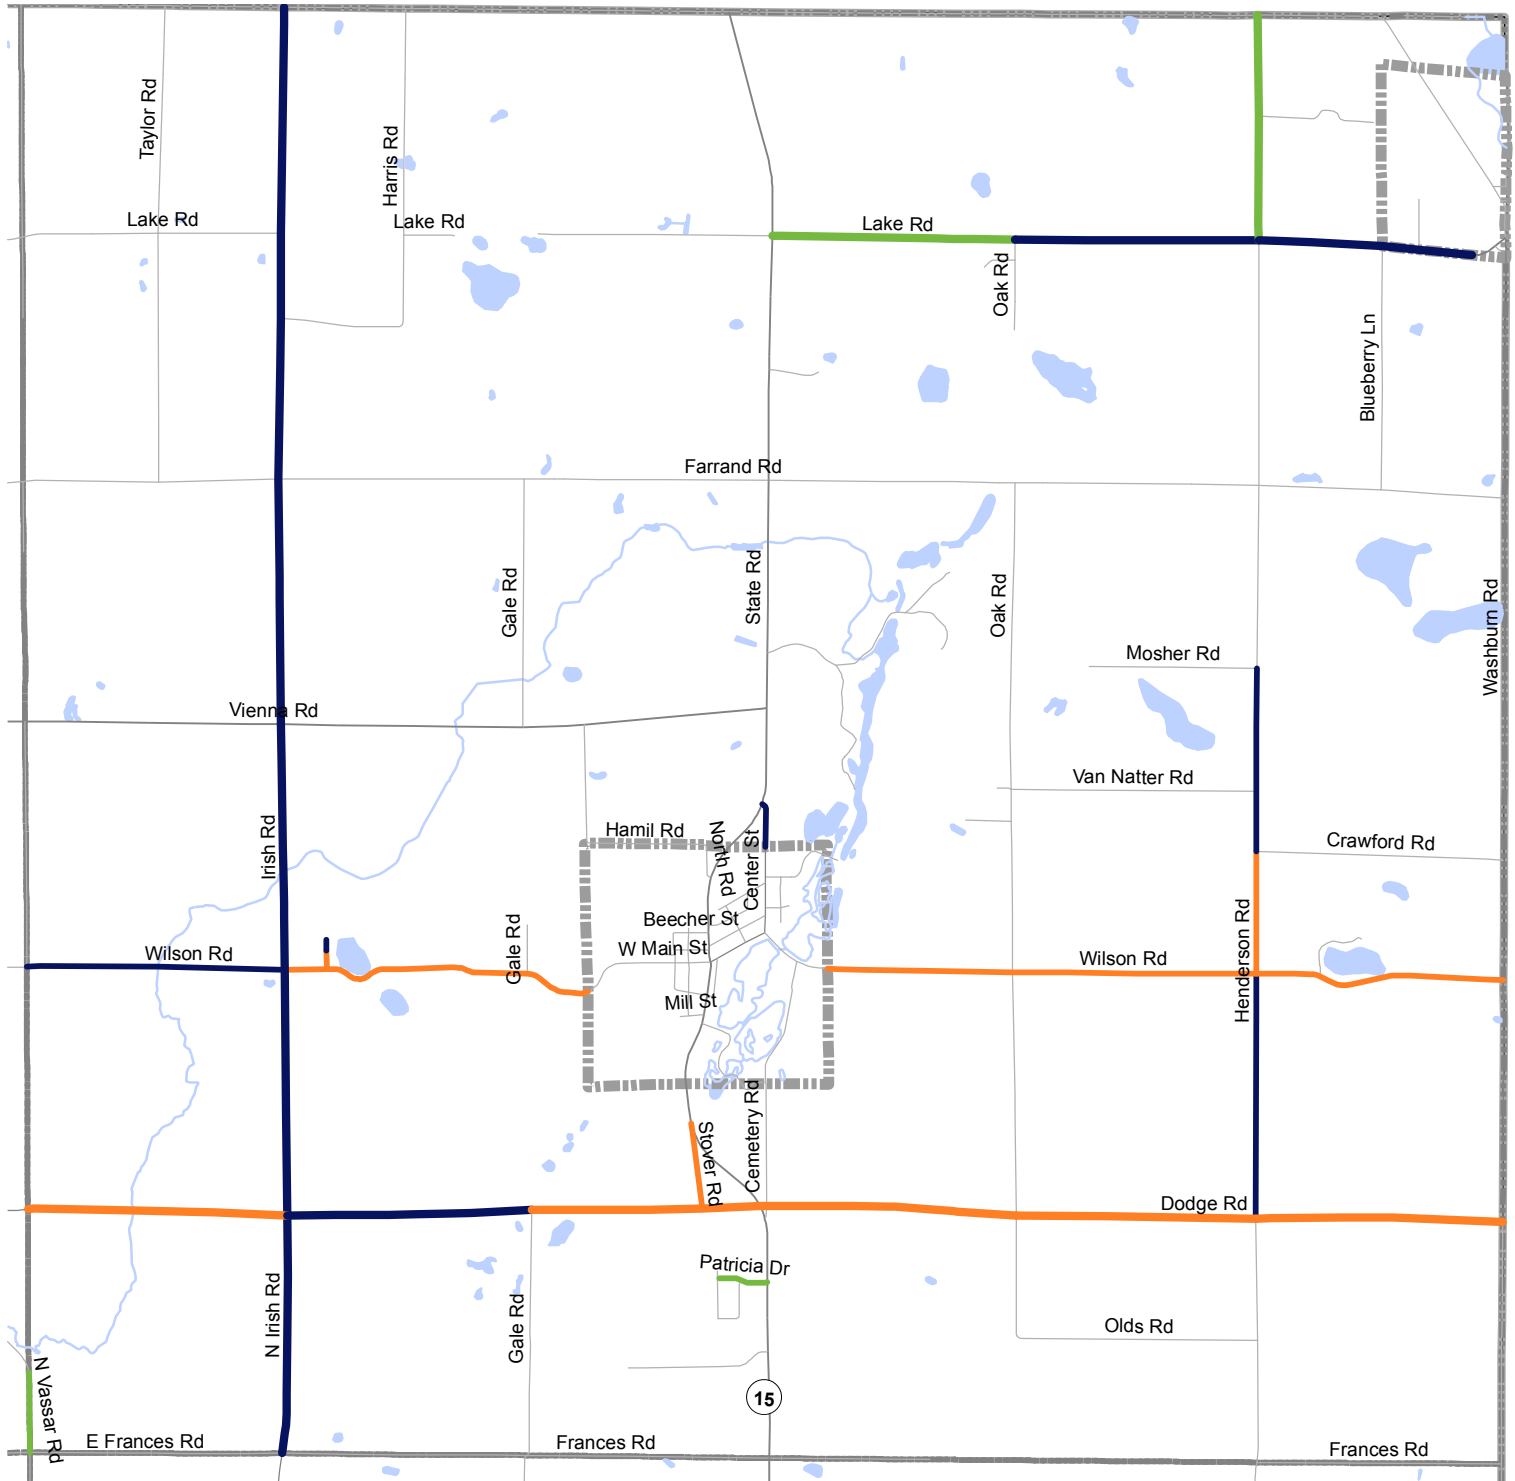 Taylor Rd
Harris Rd
Lake Rd
Lake Rd
Lake Rd
Oak Rd
Blueberry Ln
Farrand Rd
Gale Rd
State Rd
Oak Rd
Washburn Rd
Mosher Rd
Vienna Rd
Van Natter Rd
Irish Rd
Hamil Rd
North Rd
Center St
Crawford Rd
Beecher St
W Main St
Wilson Rd
Gale Rd
Wilson Rd
Henderson Rd
Mill St
Cemetery Rd
Stover Rd
Dodge Rd
Patricia Dr
N Irish Rd
Gale Rd
Olds Rd
N Vassar Rd
15
E Frances Rd
Frances Rd
Frances Rd